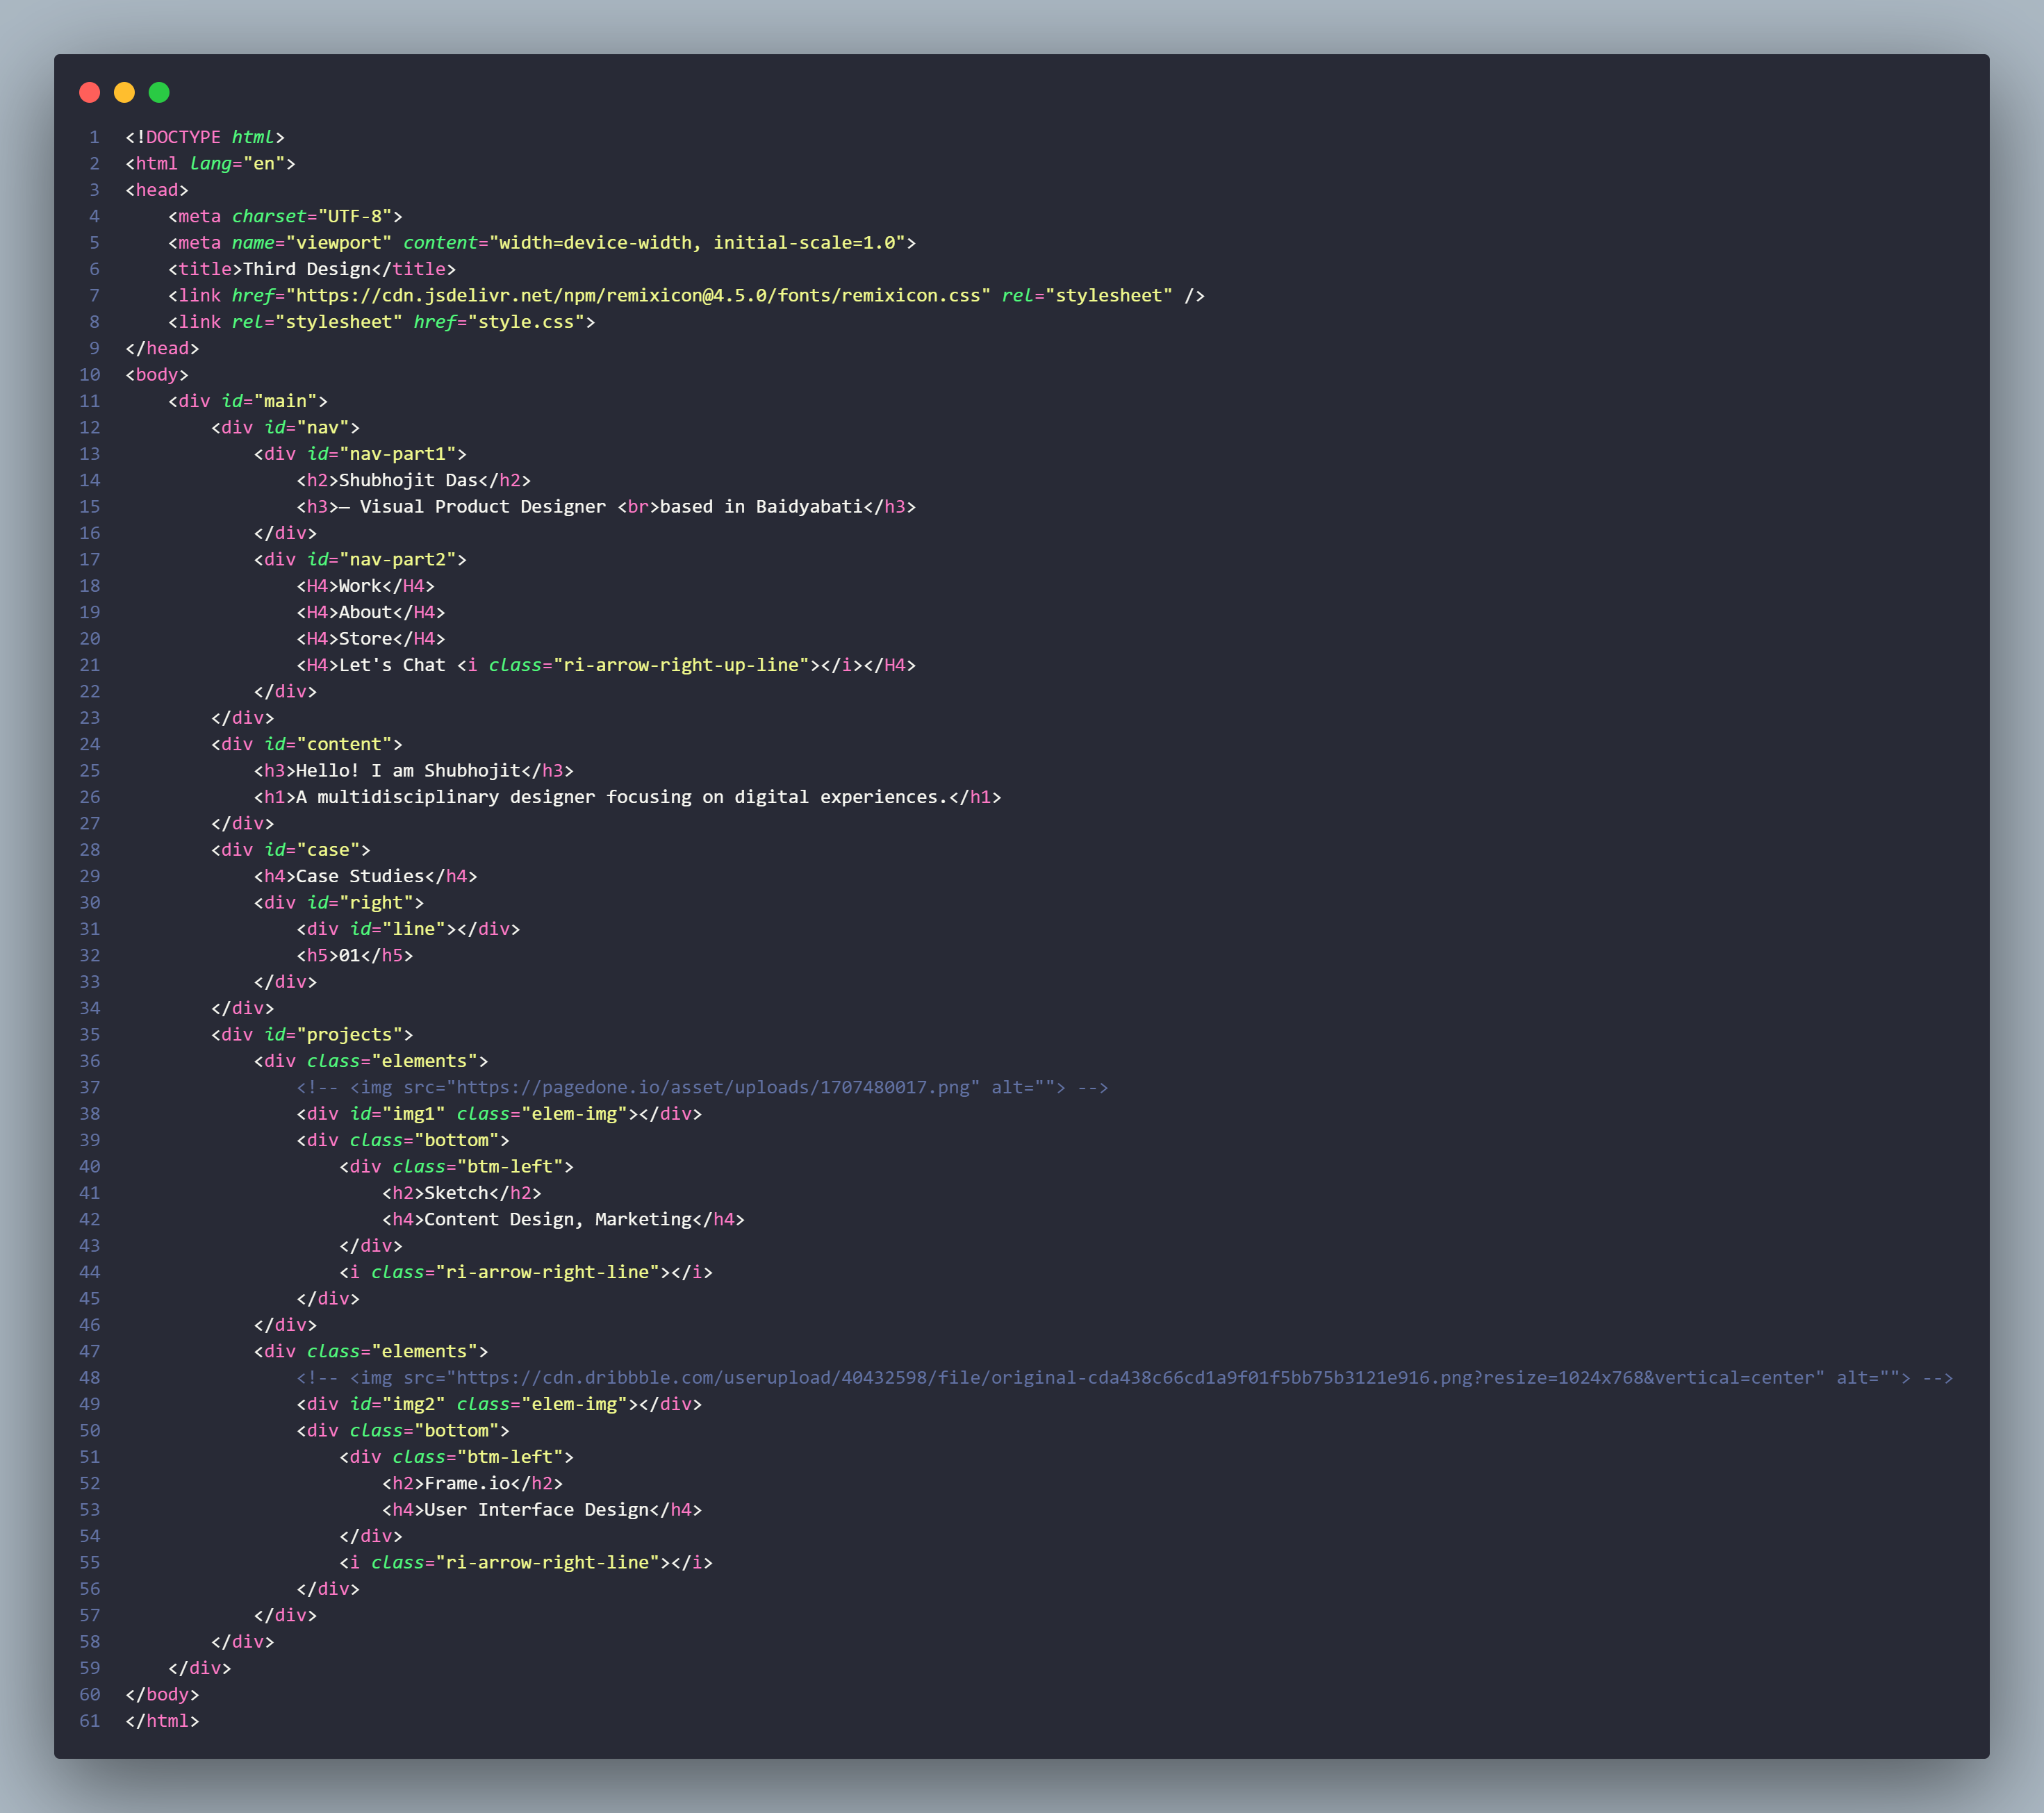 1 <!DOCTYPE html>
2 <html lang="en">
3 <head>
4     <meta charset="UTF-8">
5     <meta name="viewport" content="width=device-width, initial-scale=1.0">
6     <title>Third Design</title>
7     <link href="https://cdn.jsdelivr.net/npm/remixicon@4.5.0/fonts/remixicon.css" rel="stylesheet" />
8     <link rel="stylesheet" href="style.css">
9 </head>
10 <body>
11     <div id="main">
12         <div id="nav">
13             <div id="nav-part1">
14                 <h2>Shubhojit Das</h2>
15                 <h3>— Visual Product Designer <br>based in Baidyabati</h3>
16             </div>
17             <div id="nav-part2">
18                 <H4>Work</H4>
19                 <H4>About</H4>
20                 <H4>Store</H4>
21                 <H4>Let's Chat <i class="ri-arrow-right-up-line"></i></H4>
22             </div>
23         </div>
24         <div id="content">
25             <h3>Hello! I am Shubhojit</h3>
26             <h1>A multidisciplinary designer focusing on digital experiences.</h1>
27         </div>
28         <div id="case">
29             <h4>Case Studies</h4>
30             <div id="right">
31                 <div id="line"></div>
32                 <h5>01</h5>
33             </div>
34         </div>
35         <div id="projects">
36             <div class="elements">
37                 <!-- <img src="https://pagedone.io/asset/uploads/1707480017.png" alt=""> -->
38                 <div id="img1" class="elem-img"></div>
39                 <div class="bottom">
40                     <div class="btm-left">
41                         <h2>Sketch</h2>
42                         <h4>Content Design, Marketing</h4>
43                     </div>
44                     <i class="ri-arrow-right-line"></i>
45                 </div>
46             </div>
47             <div class="elements">
48                 <!-- <img src="https://cdn.dribbble.com/userupload/40432598/file/original-cda438c66cd1a9f01f5bb75b3121e916.png?resize=1024x768&vertical=center" alt=""> -->
49                 <div id="img2" class="elem-img"></div>
50                 <div class="bottom">
51                     <div class="btm-left">
52                         <h2>Frame.io</h2>
53                         <h4>User Interface Design</h4>
54                     </div>
55                     <i class="ri-arrow-right-line"></i>
56                 </div>
57             </div>
58         </div>
59     </div>
60 </body>
61 </html>